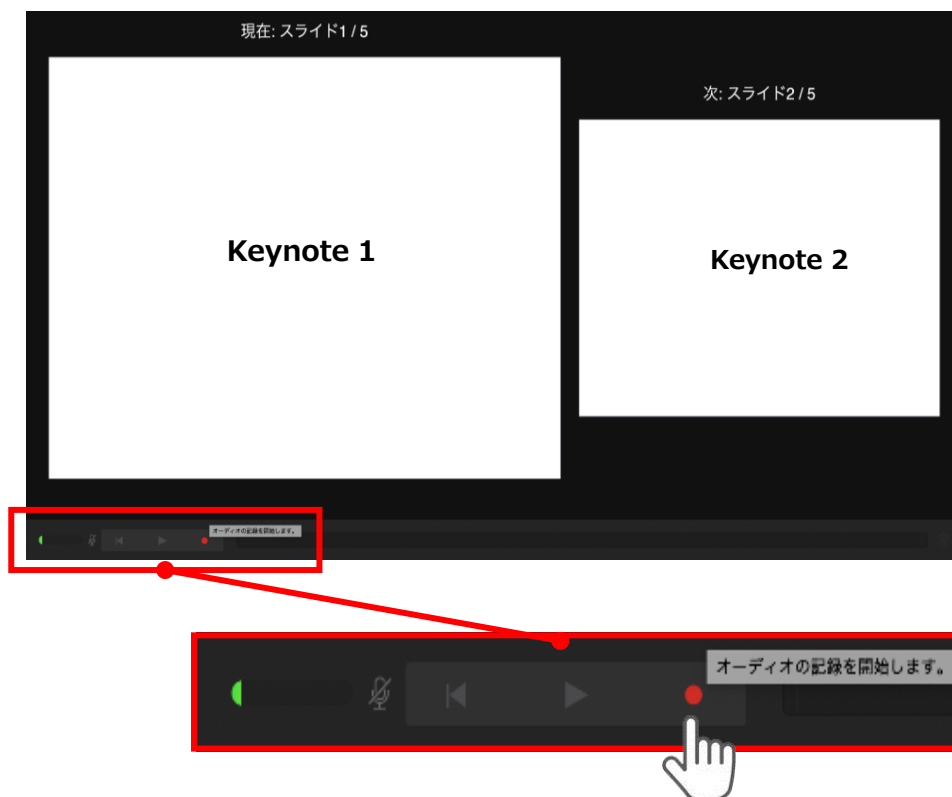 現在: スライド1 / 5
次: スライド2 / 5
Keynote 1
Keynote 2
オーディオの記録を開始します。
オーディオの記録を開始します。